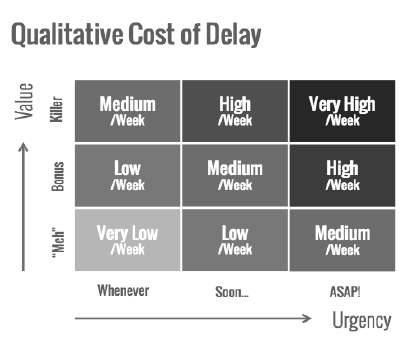 Qualitative Cost of Delay
Value
Killer
Medium
/Week
High
/Week
Very High
/Week
Bonus
Low
/Week
Medium
/Week
High
/Week
"Meh"
Very Low
/Week
Low
/Week
Medium
/Week
Whenever
Soon...
ASAP!
Urgency